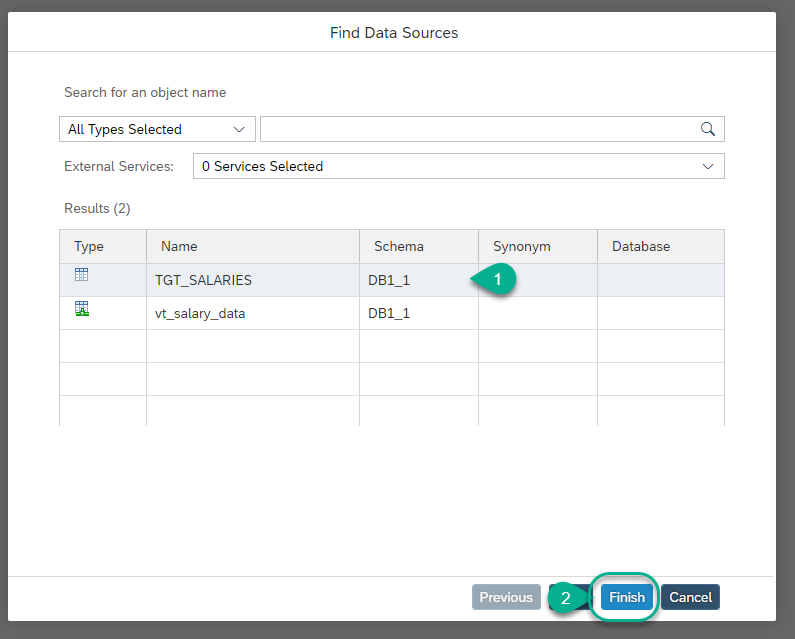 Find Data Sources
Search for an object name
All Types Selected
External Services: 0 Services Selected
Results (2)
Type Name Schema Synonym Database
TGT_SALARIES DB1_1 1
vt_salary_data DB1_1
Previous 2 Finish Cancel